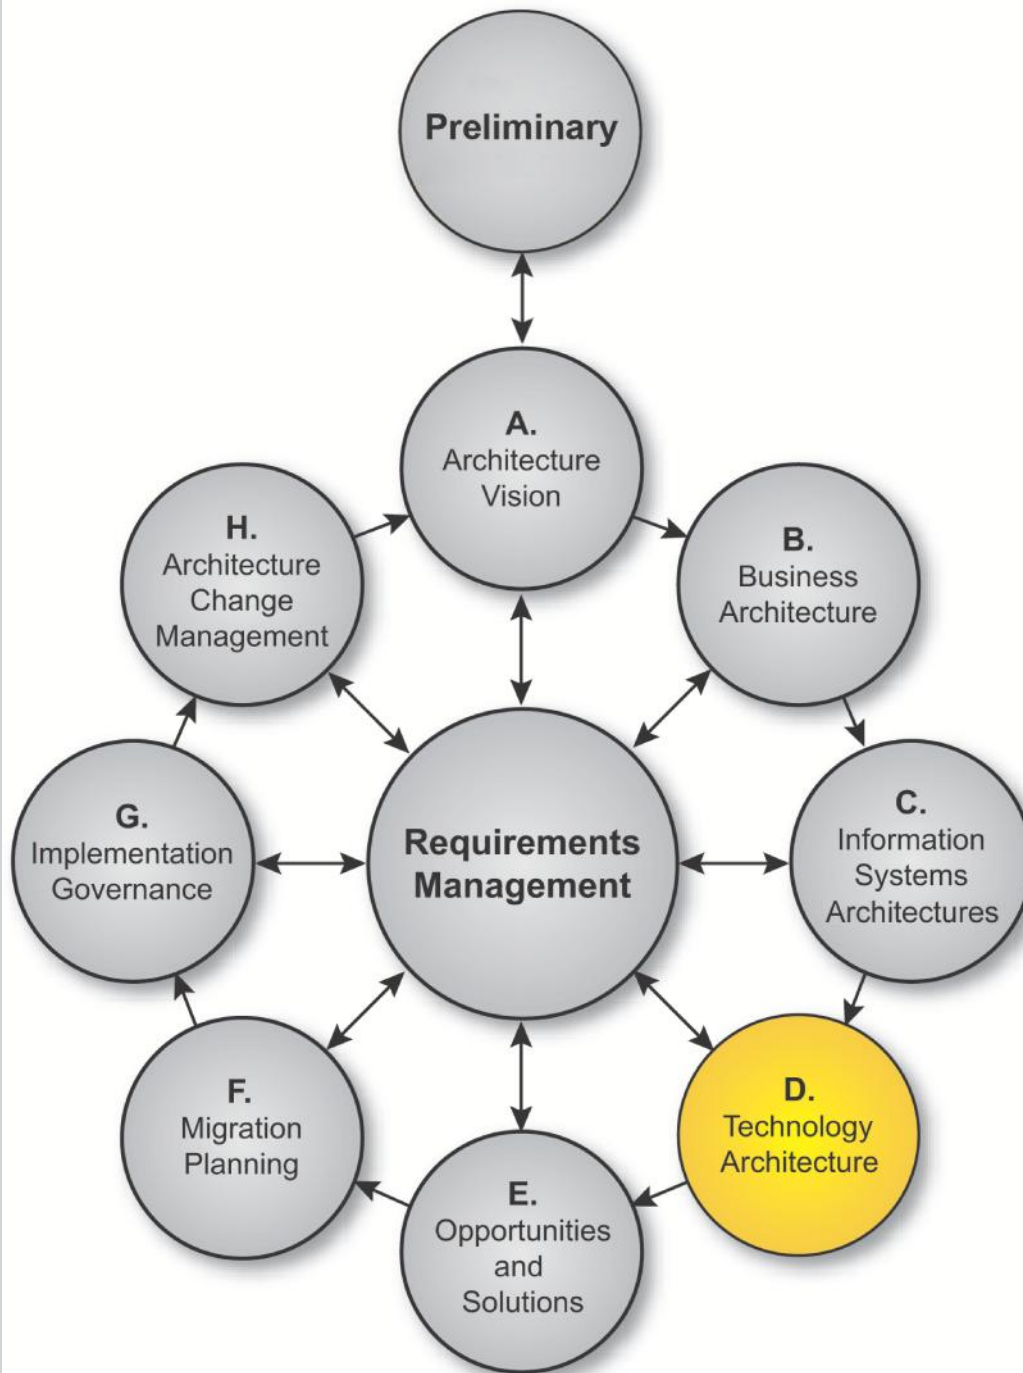 Preliminary
A.
Architecture
Vision
B.
Business
Architecture
C.
Information
Systems
Architectures
D.
Technology
Architecture
E.
Opportunities
and
Solutions
F.
Migration
Planning
G.
Implementation
Governance
H.
Architecture
Change
Management
Requirements
Management